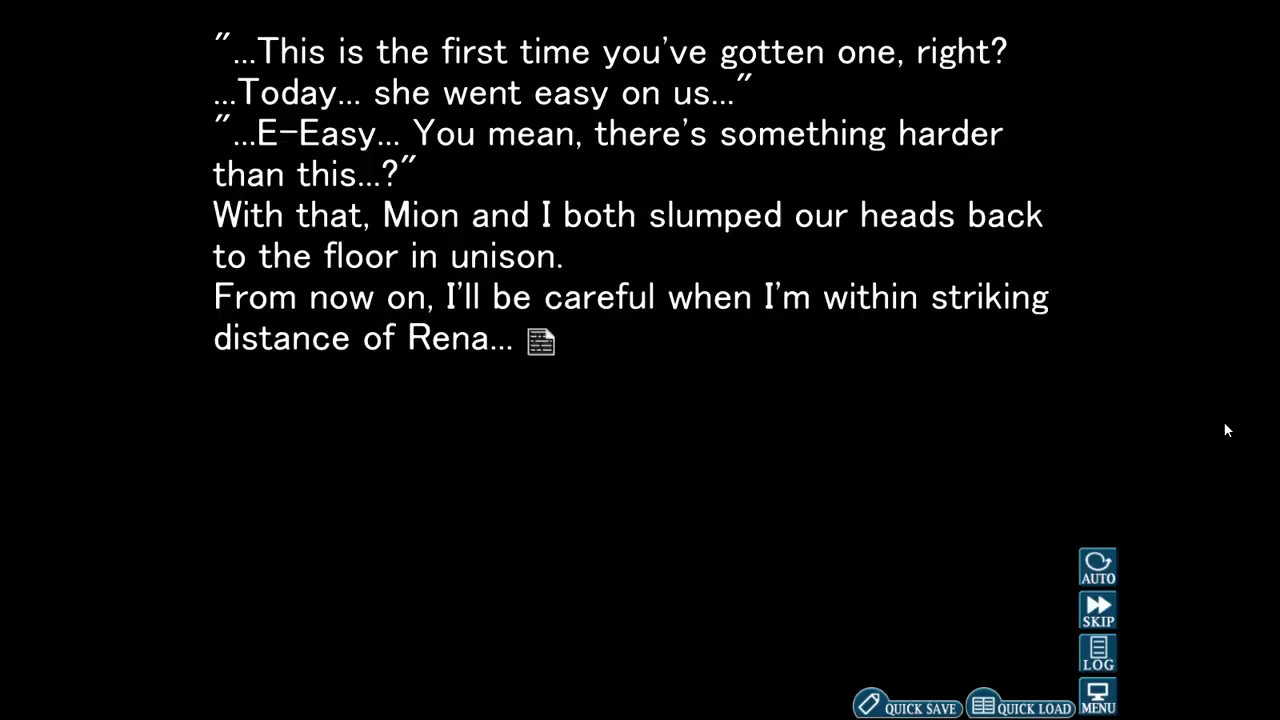 "...This is the first time you've gotten one, right?
...Today... she went easy on us..."
"...E-Easy... You mean, there's something harder
than this...?"
With that, Mion and I both slumped our heads back
to the floor in unison.
From now on, I'll be careful when I'm within striking
distance of Rena...
AUTO
SKIP
LOG
QUICK SAVE
QUICK LOAD
MENU